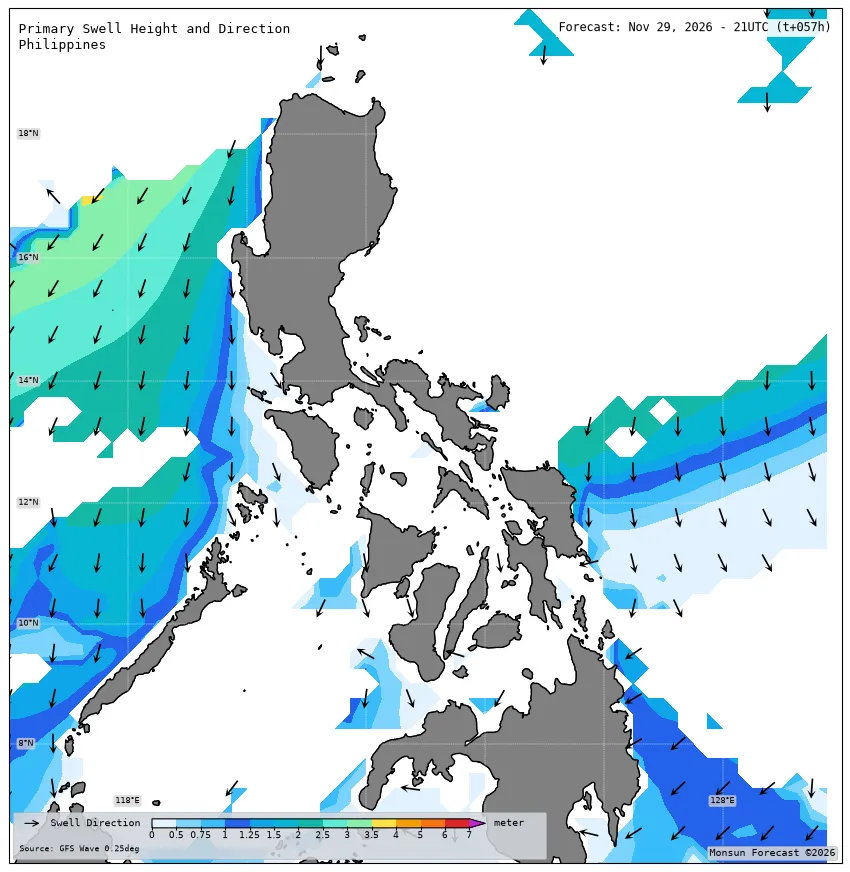 Primary Swell Height and Direction
Philippines
Forecast: Nov 29, 2026 - 21UTC (t+057h)
18°N
16°N
14°N
12°N
10°N
8°N
118°E
128°E
Swell Direction
0 0.5 0.75 1 1.25 1.5 2 2.5 3 3.5 4 5 6 7
meter
Source: GFS Wave 0.25deg
Monsun Forecast ©2026